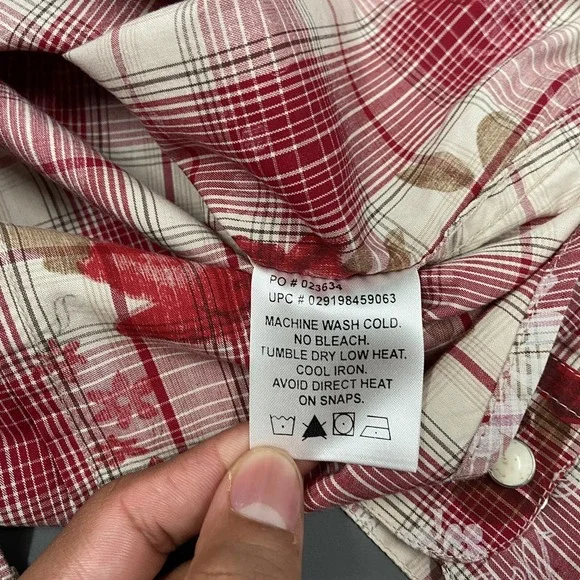 PO # 023634
UPC # 029198459063
MACHINE WASH COLD.
NO BLEACH.
TUMBLE DRY LOW HEAT.
COOL IRON.
AVOID DIRECT HEAT
ON SNAPS.